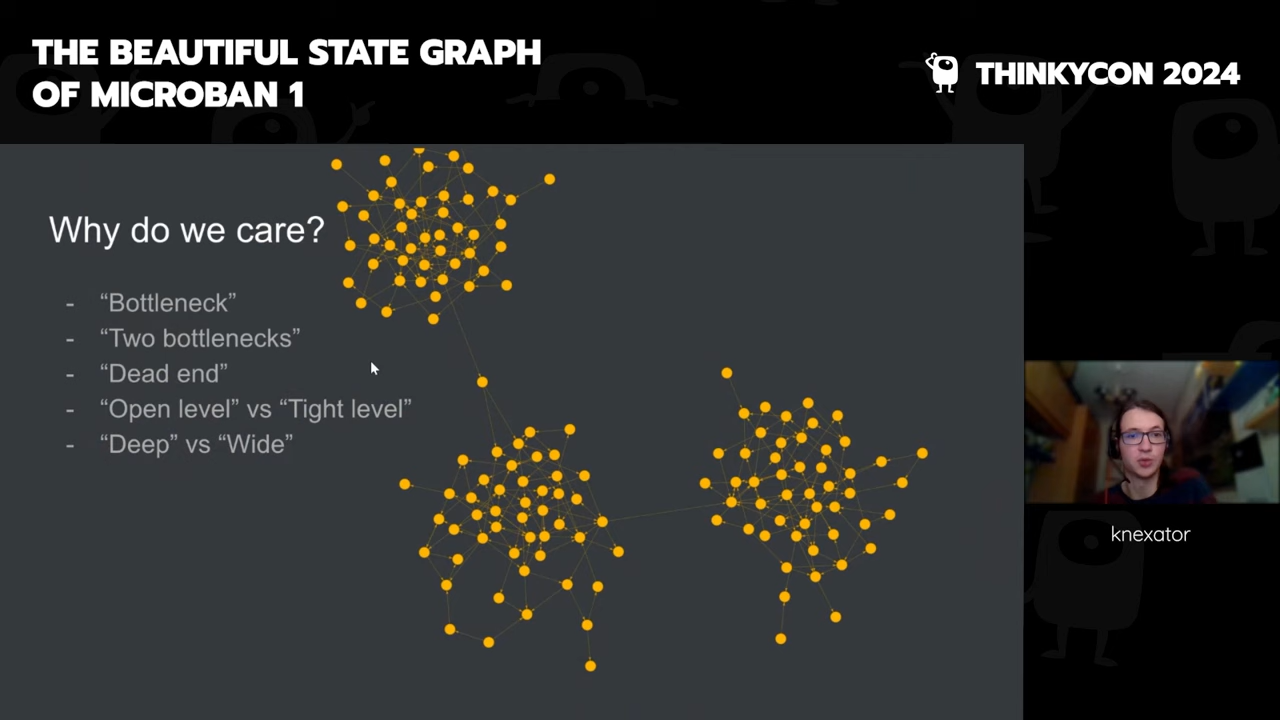 THE BEAUTIFUL STATE GRAPH
OF MICROBAN 1
THINKYCON 2024
Why do we care?
- “Bottleneck”
- “Two bottlenecks”
- “Dead end”
- “Open level” vs “Tight level”
- “Deep” vs “Wide”
knexator